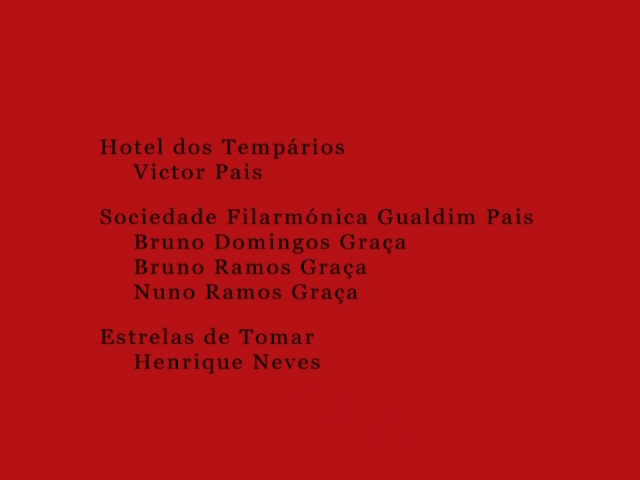 Hotel dos Tempários
Victor Pais
Sociedade Filarmónica Gualdim Pais
Bruno Domingos Graça
Bruno Ramos Graça
Nuno Ramos Graça
Estrelas de Tomar
Henrique Neves